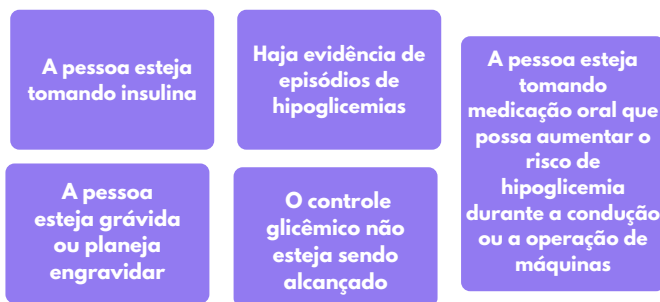 A pessoa esteja
tomando insulina
Haja evidência de
episódios de
hipoglicemias
A pessoa esteja
tomando
medicação oral que
possa aumentar o
risco de
hipoglicemia
durante a condução
ou a operação de
máquinas
A pessoa
esteja grávida
ou planeja
engravidar
O controle
glicêmico não
esteja sendo
alcançado